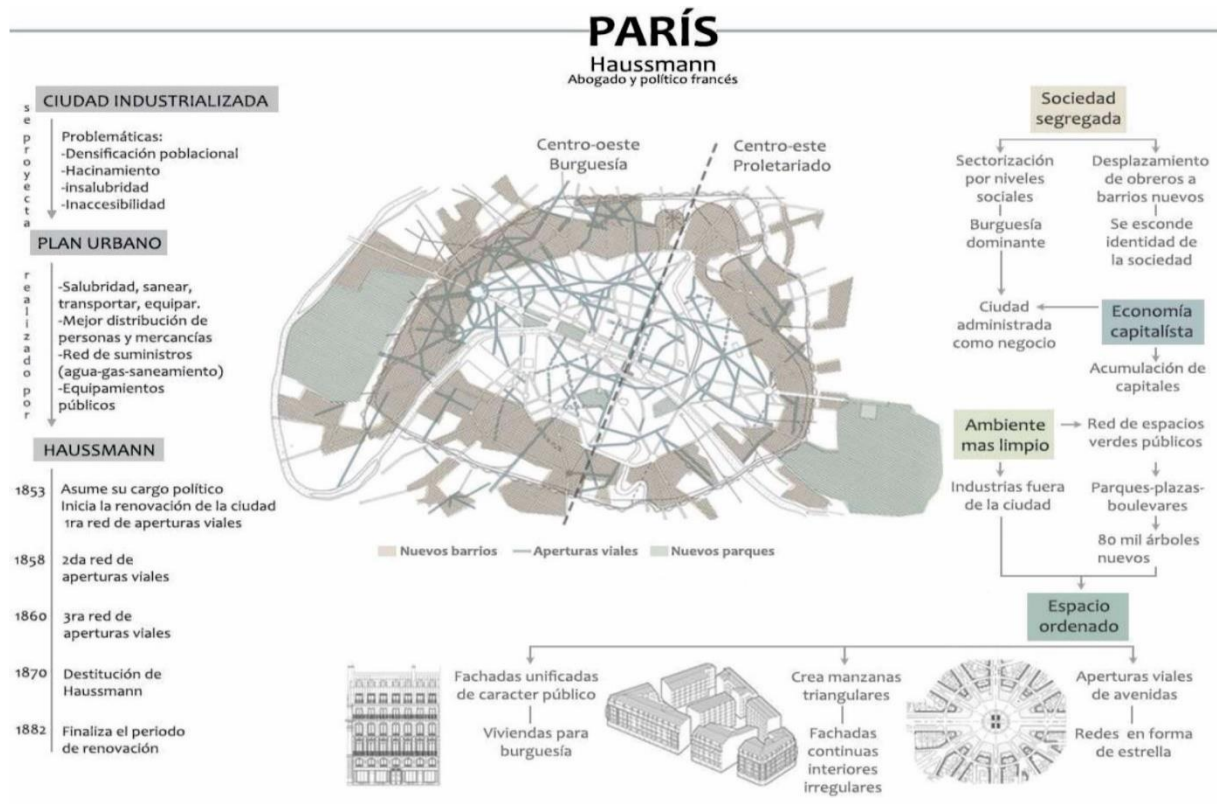 PARÍS
Haussmann
Abogado y político francés
se proyecta
CIUDAD INDUSTRIALIZADA
Problemáticas:
-Densificación poblacional
-Hacinamiento
-insalubridad
-Inaccesibilidad
PLAN URBANO
realizado por
-Salubridad, sanear,
transportar, equipar.
-Mejor distribución de
personas y mercancías
-Red de suministros
(agua-gas-saneamiento)
-Equipamientos
públicos
HAUSSMANN
1853 Asume su cargo político
Inicia la renovación de la ciudad
1ra red de aperturas viales
1858 2da red de
aperturas viales
1860 3ra red de
aperturas viales
1870 Destitución de
Haussmann
1882 Finaliza el periodo
de renovación
Centro-oeste
Burguesía
Centro-este
Proletariado
Nuevos barrios
Aperturas viales
Nuevos parques
Sociedad
segregada
Sectorización
por niveles
sociales
Burguesía
dominante
Desplazamiento
de obreros a
barrios nuevos
Se esconde
identidad de
la sociedad
Ciudad
administrada
como negocio
Economía
capitalísta
Acumulación de
capitales
Ambiente
mas limpio
Red de espacios
verdes públicos
Industrias fuera
de la ciudad
Parques-plazas-
boulevares
80 mil árboles
nuevos
Espacio
ordenado
Fachadas unificadas
de caracter público
Viviendas para
burguesía
Crea manzanas
triangulares
Fachadas
continuas
interiores
irregulares
Aperturas viales
de avenidas
Redes en forma
de estrella